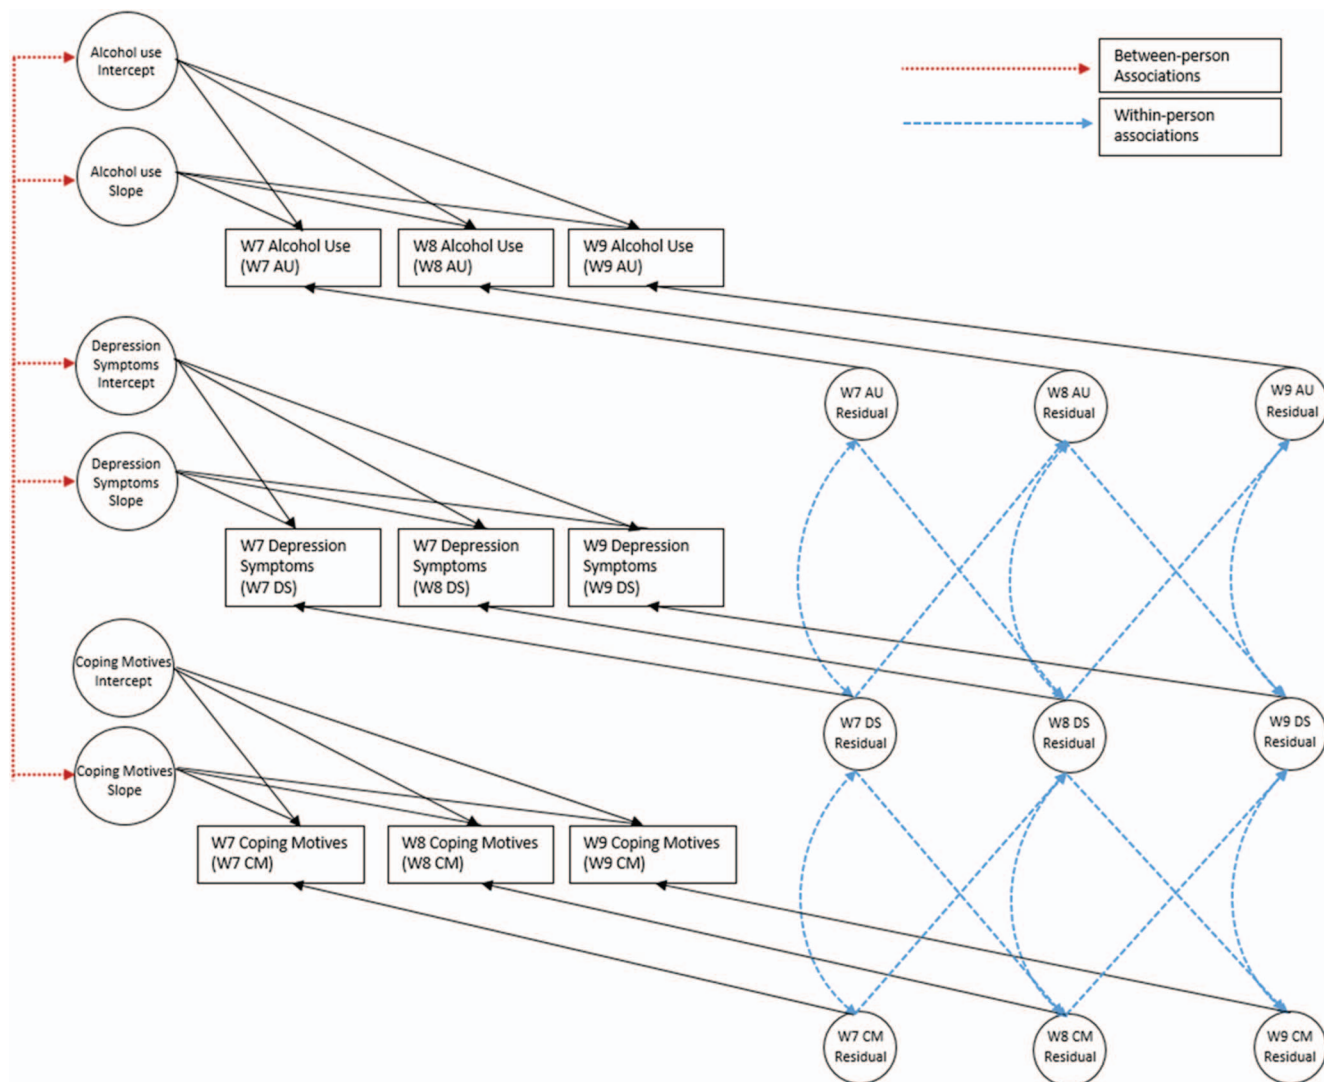 Alcohol use
Intercept
Between-person
Associations
Within-person
associations
Alcohol use
Slope
W7 Alcohol Use
(W7 AU)
W8 Alcohol Use
(W8 AU)
W9 Alcohol Use
(W9 AU)
Depression
Symptoms
Intercept
W7 AU
Residual
W8 AU
Residual
W9 AU
Residual
Depression
Symptoms
Slope
W7 Depression
Symptoms
(W7 DS)
W7 Depression
Symptoms
(W8 DS)
W9 Depression
Symptoms
(W9 DS)
Coping Motives
Intercept
W7 DS
Residual
W8 DS
Residual
W9 DS
Residual
Coping Motives
Slope
W7 Coping Motives
(W7 CM)
W8 Coping Motives
(W8 CM)
W9 Coping Motives
(W9 CM)
W7 CM
Residual
W8 CM
Residual
W9 CM
Residual